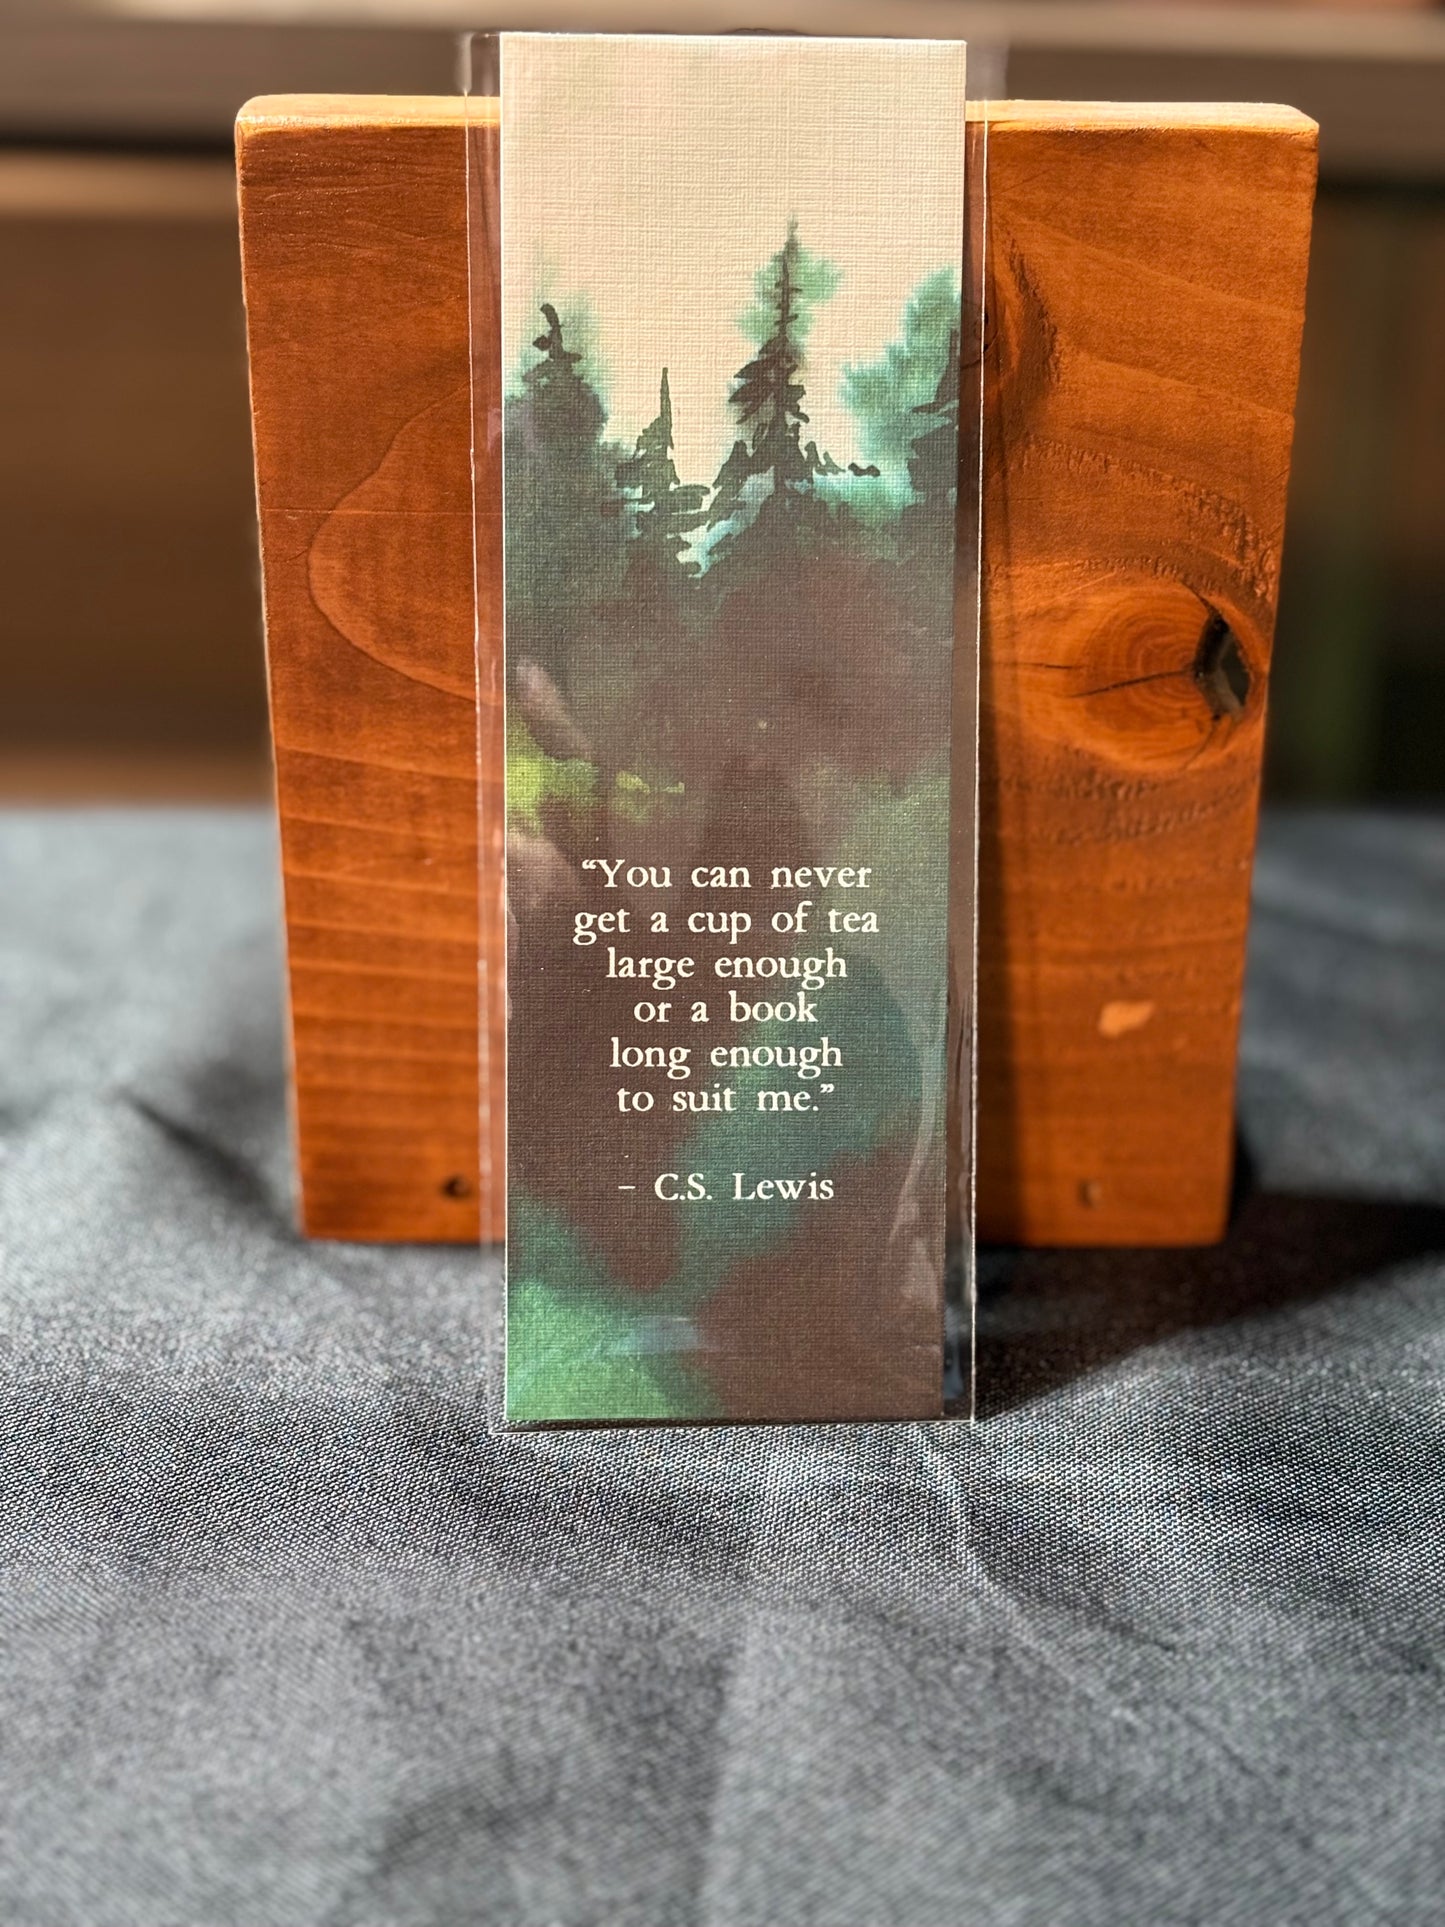 “You can never
get a cup of tea
large enough
or a book
long enough
to suit me.”
– C.S. Lewis